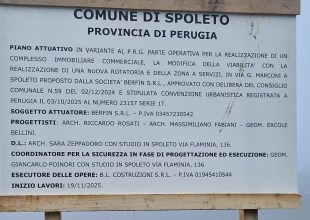 COMUNE DI SPOLETO
PROVINCIA DI PERUGIA
PIANO ATTUATIVO IN VARIANTE AL P.R.G. PARTE OPERATIVA PER LA REALIZZAZIONE DI UN
COMPLESSO IMMOBILIARE COMMERCIALE, LA MODIFICA DELLA VIABILITA' CON LA
REALIZZAZIONE DI UNA NUOVA ROTATORIA E DELLA ZONA A SERVIZI, IN VIA G. MARCONI A
SPOLETO PROPOSTO DALLA SOCIETA' BERFIN S.R.L., APPROVATO CON DELIBERA DEL CONSIGLIO
COMUNALE N.59 DEL 02/12/2024 E STIPULATA CONVENZIONE URBANISTICA REGISTRATA A
PERUGIA IL 03/10/2025 AL NUMERO 23157 SERIE 1T.
SOGGETTO ATTUATORE: BERFIN S.R.L – P.IVA 03457230542
PROGETTISTI: ARCH. RICCARDO ROSATI – ARCH. MASSIMILIANO FABIANI – GEOM. ERCOLE
BELLINI.
D.L.: ARCH. SARA ZEPPADORO CON STUDIO IN SPOLETO VIA FLAMINIA, 136.
COORDINATORE PER LA SICUREZZA IN FASE DI PROGETTAZIONE ED ESECUZIONE: GEOM.
GIANCARLO POINORI CON STUDIO IN SPOLETO VIA FLAMINIA, 136.
ESECUTORE DELLE OPERE: B.L. COSTRUZIONI S.R.L. – P.IVA 01945410544
INIZIO LAVORI: 19/11/2025.